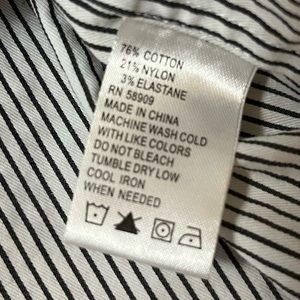 76% COTTON
21% NYLON
3% ELASTANE
RN 58909
MADE IN CHINA
MACHINE WASH COLD
WITH LIKE COLORS
DO NOT BLEACH
TUMBLE DRY LOW
COOL IRON
WHEN NEEDED